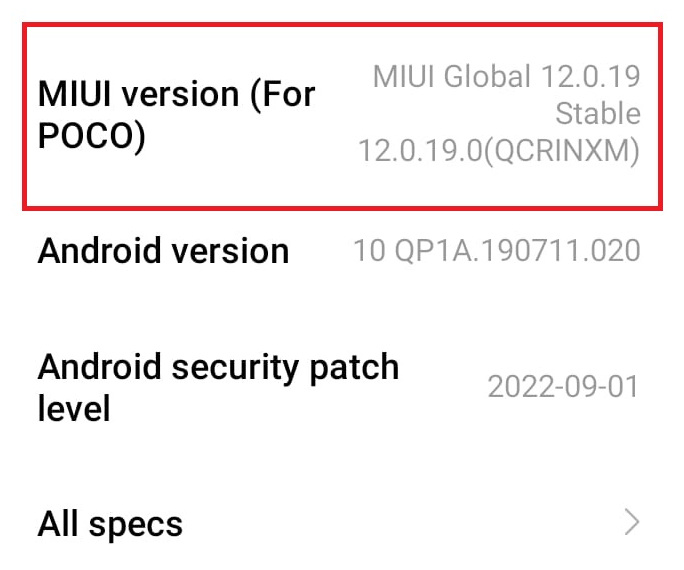 MIUI version (For
POCO)
MIUI Global 12.0.19
Stable
12.0.19.0(QCRINXM)
Android version
10 QP1A.190711.020
Android security patch
level
2022-09-01
All specs